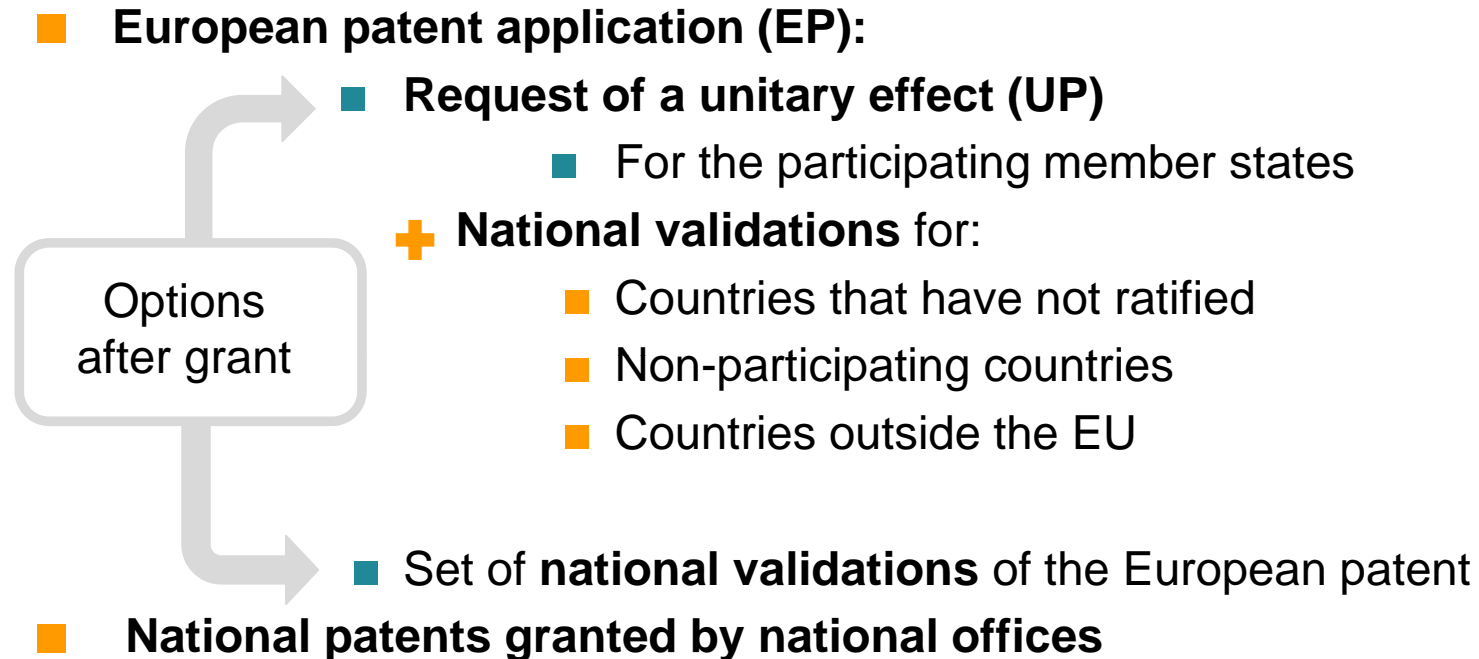 European patent application (EP):
Request of a unitary effect (UP)
For the participating member states
National validations for:
Countries that have not ratified
Non-participating countries
Countries outside the EU
Options
after grant
Set of national validations of the European patent
National patents granted by national offices